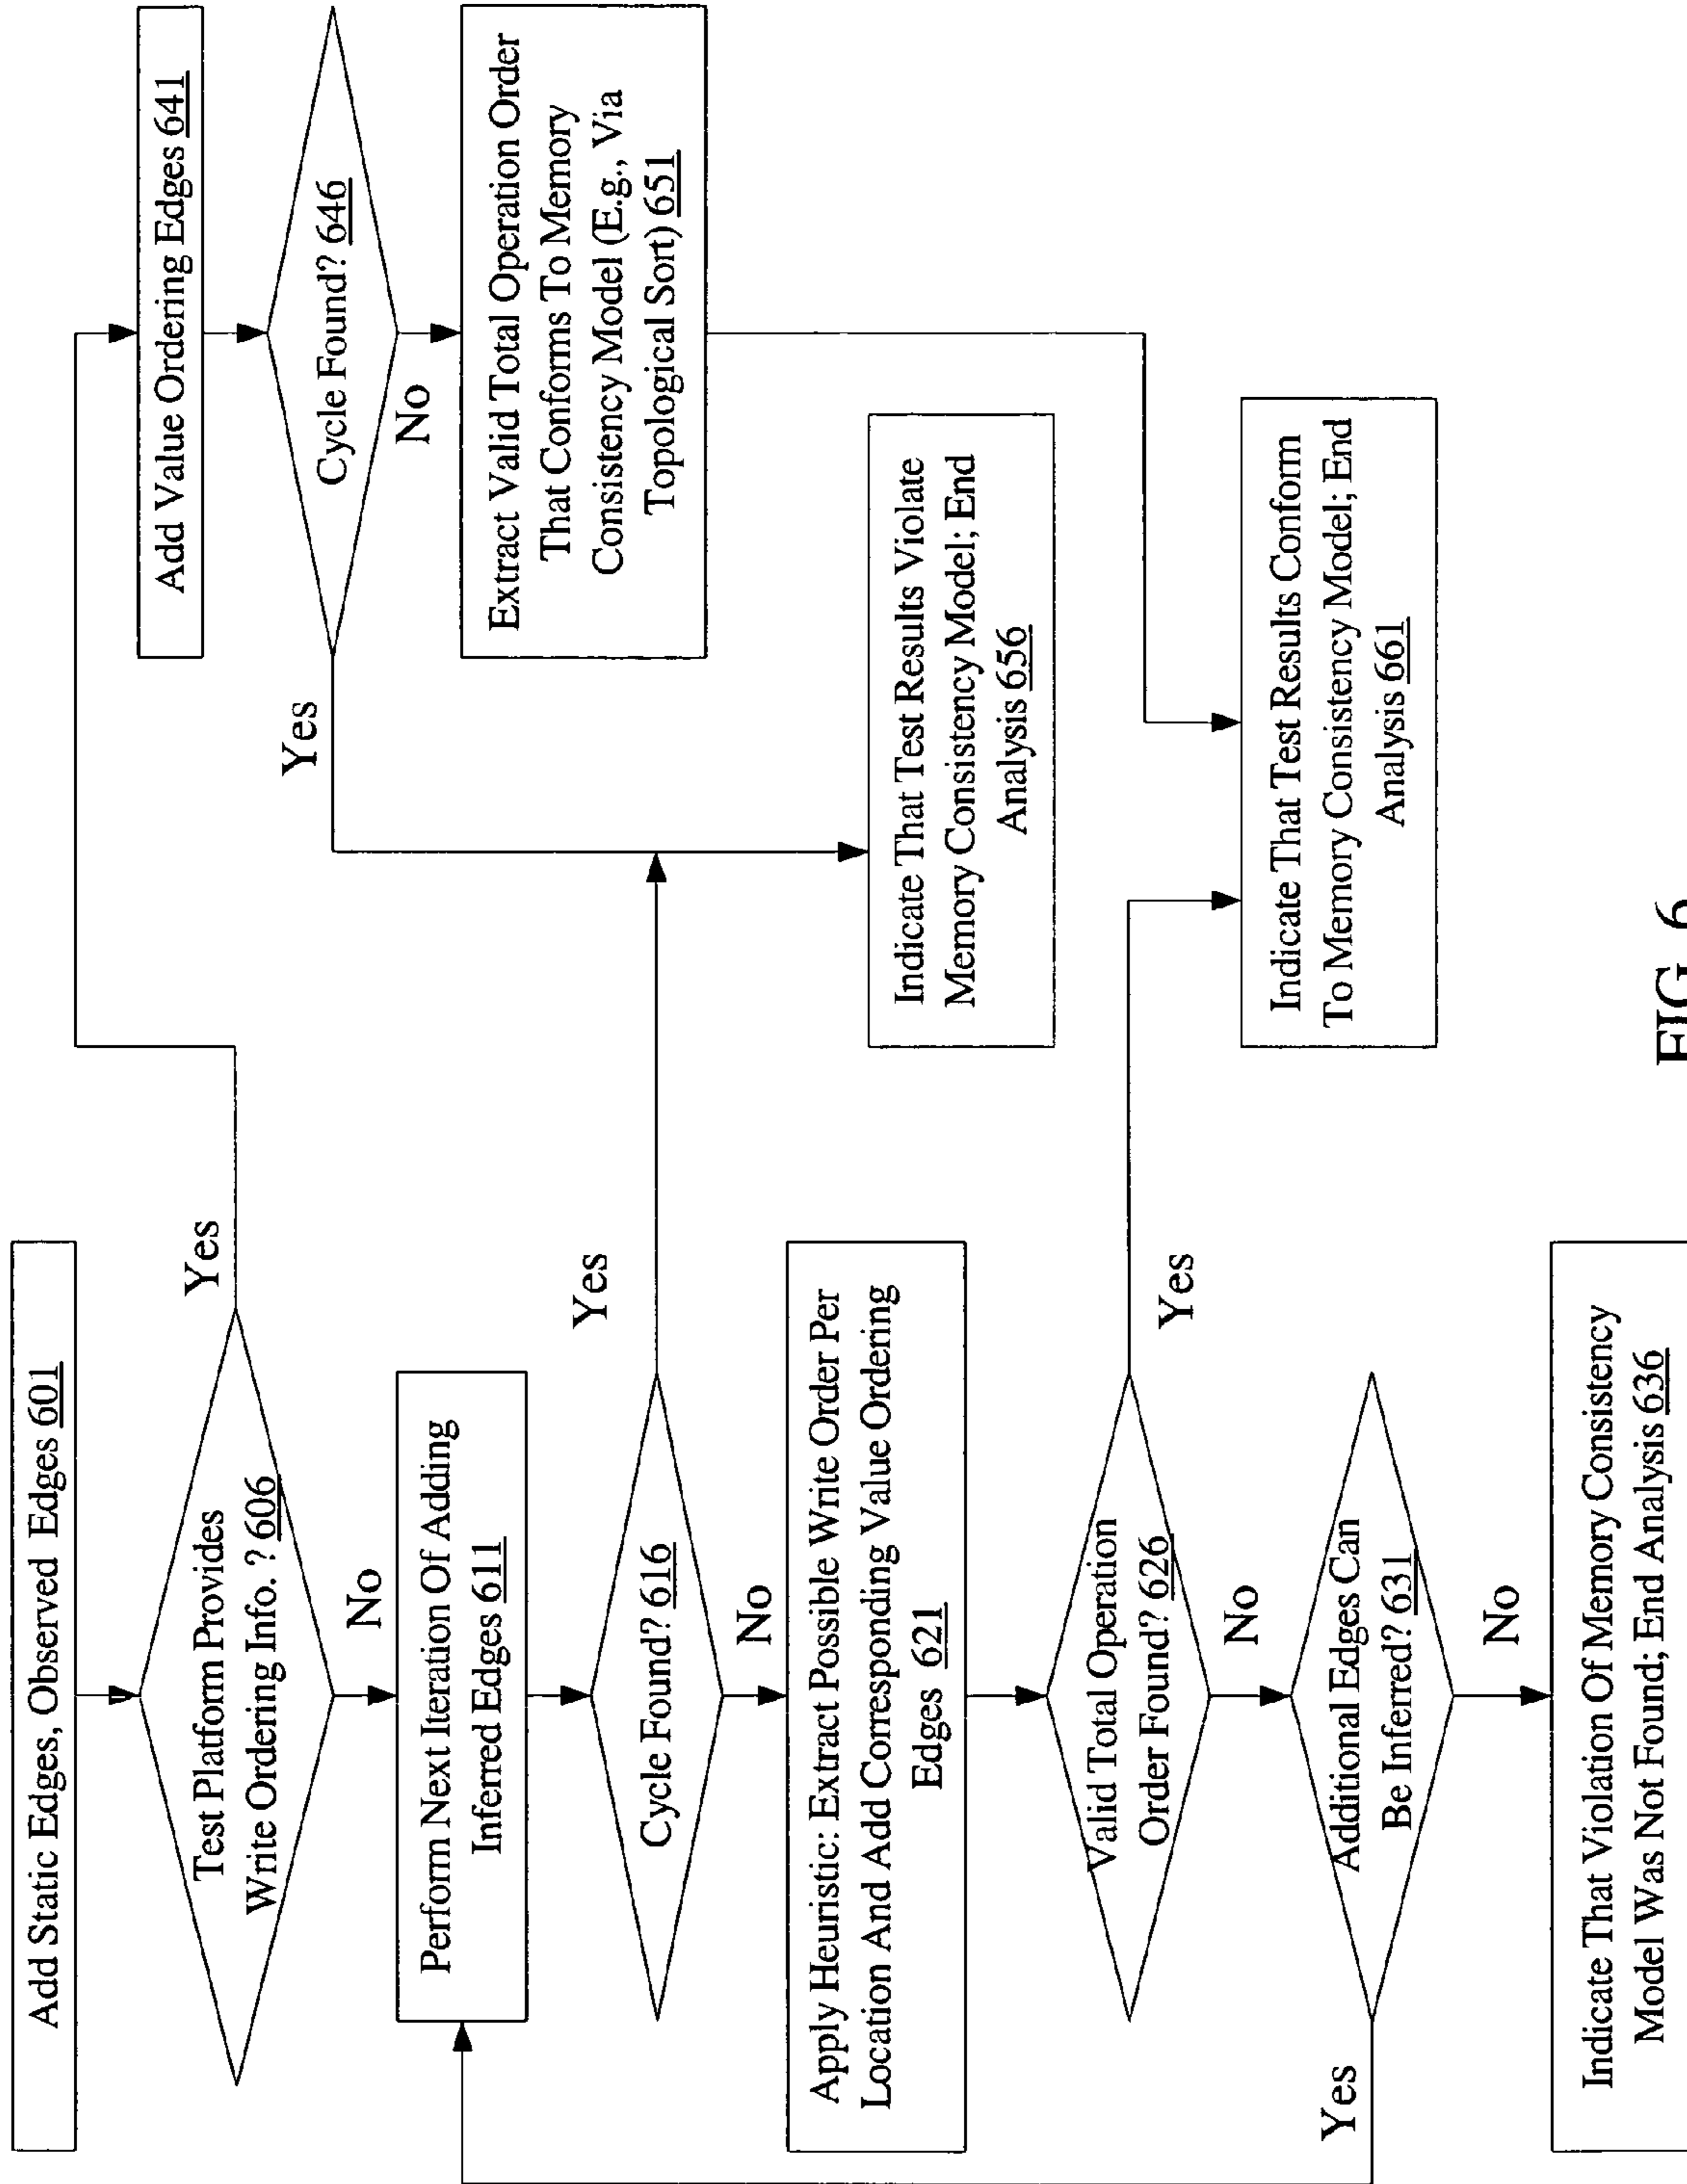 Add Static Edges, Observed Edges 601
Test Platform Provides
Write Ordering Info. ? 606
Yes
No
Perform Next Iteration Of Adding
Inferred Edges 611
Cycle Found? 616
Yes
No
Apply Heuristic: Extract Possible Write Order Per
Location And Add Corresponding Value Ordering
Edges 621
Valid Total Operation
Order Found? 626
Yes
No
Additional Edges Can
Be Inferred? 631
Yes
No
Indicate That Violation Of Memory Consistency
Model Was Not Found; End Analysis 636
Add Value Ordering Edges 641
Cycle Found? 646
Yes
No
Extract Valid Total Operation Order
That Conforms To Memory
Consistency Model (E.g., Via
Topological Sort) 651
Indicate That Test Results Violate
Memory Consistency Model; End
Analysis 656
Indicate That Test Results Conform
To Memory Consistency Model; End
Analysis 661
FIG. 6